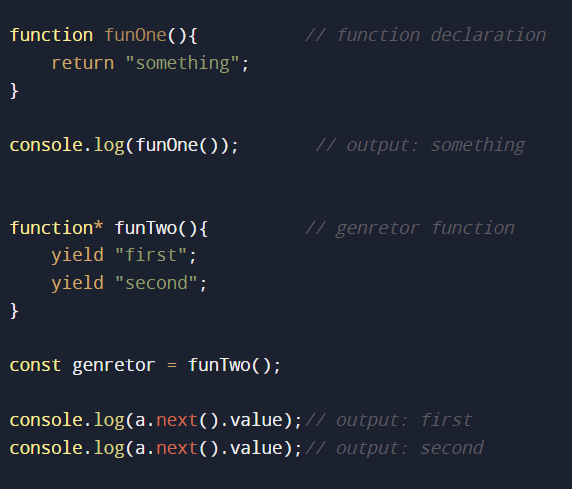 function funOne(){          // function declaration
    return "something";
}
console.log(funOne());       // output: something
function* funTwo(){         // genretor function
    yield "first";
    yield "second";
}
const genretor = funTwo();
console.log(a.next().value);// output: first
console.log(a.next().value);// output: second